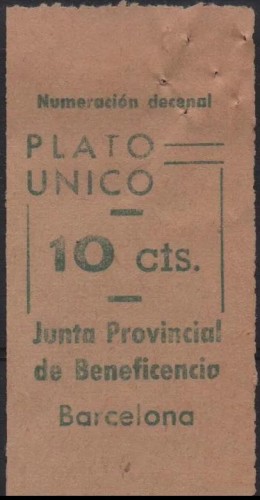 Numeración decenal
PLATO
UNICO
10 cts.
Junta Provincial
de Beneficencia
Barcelona